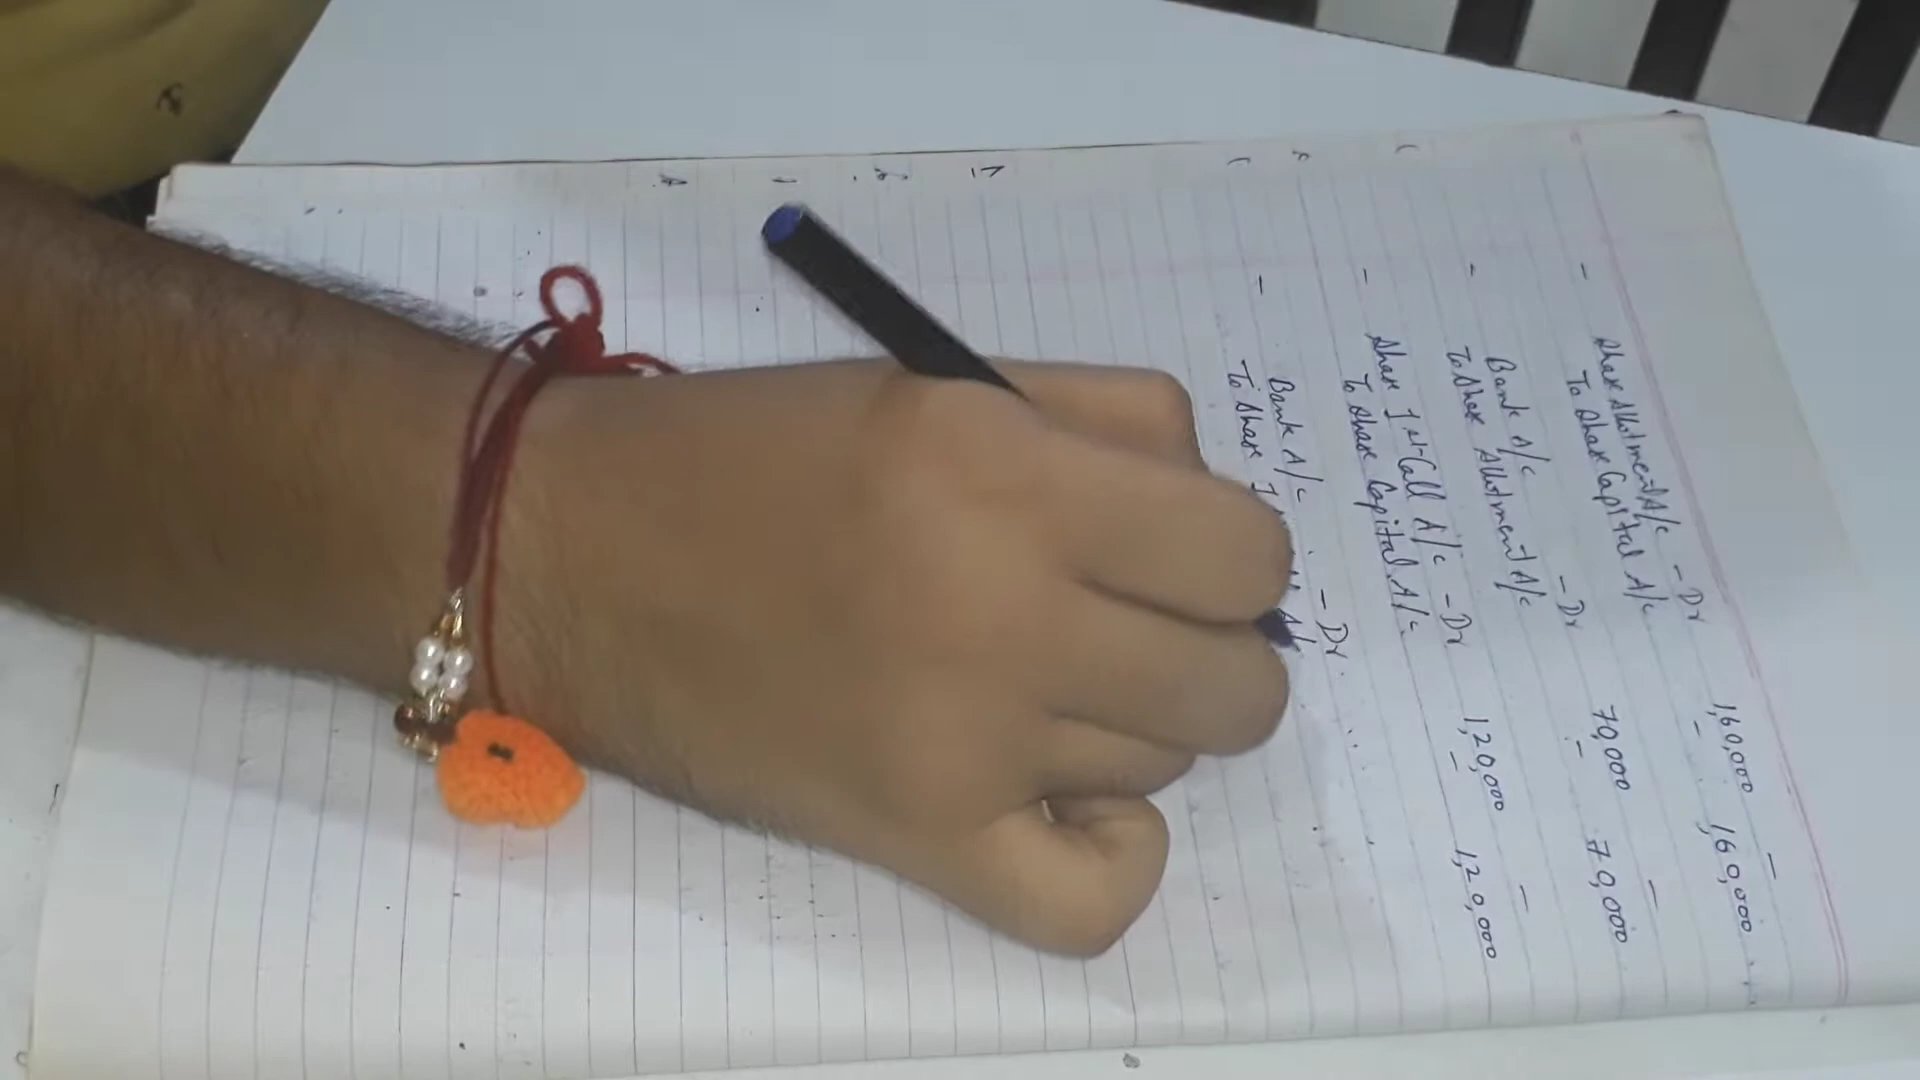 - Share Allotment A/c - Dr 1,60,000 -
To Share Capital A/c - 1,60,000
- Bank A/c - Dr 70,000 -
To Share Allotment A/c - 70,000
- Share 1st Call A/c - Dr 1,20,000 -
To Share Capital A/c - 1,20,000
- Bank A/c - Dr
To Share 1 A/c